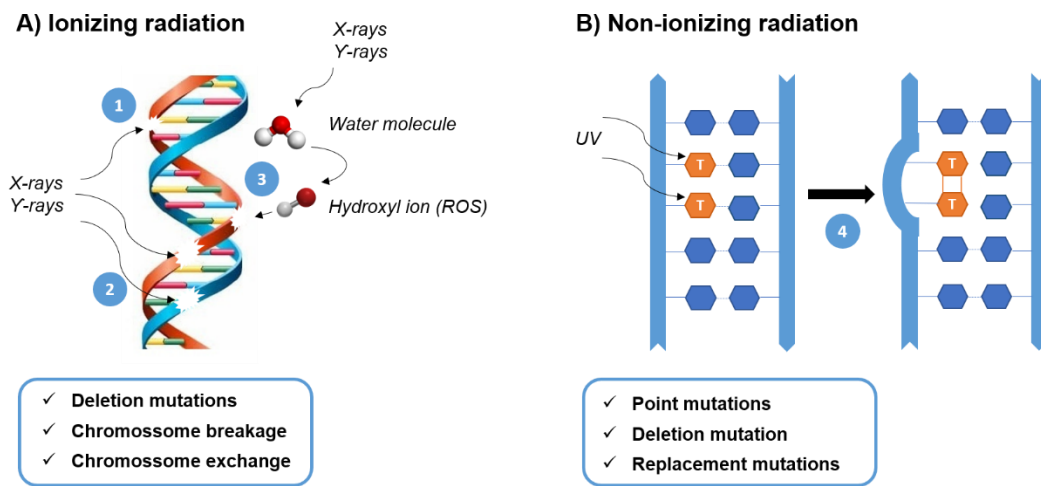 A) Ionizing radiation
X-rays
Y-rays
1
Water molecule
3
X-rays
Y-rays
Hydroxyl ion (ROS)
2
✓ Deletion mutations
✓ Chromossome breakage
✓ Chromossome exchange
B) Non-ionizing radiation
UV
T
T
4
T
T
✓ Point mutations
✓ Deletion mutation
✓ Replacement mutations